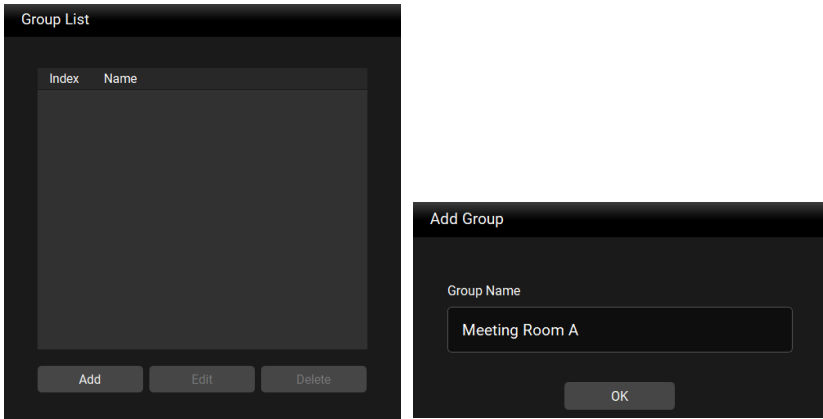 Group List
Index Name
Add Edit Delete
Add Group
Group Name
Meeting Room A
OK